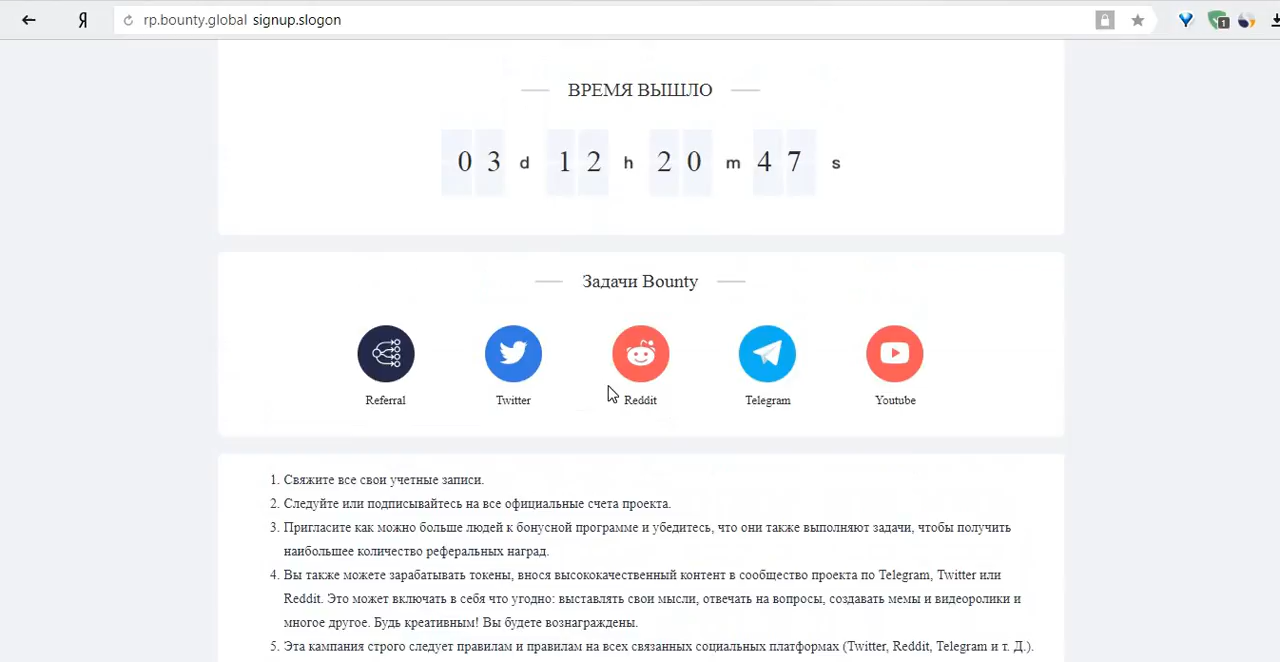 Я rp.bounty.global signup.slogon
1
ВРЕМЯ ВЫШЛО
03 d 12 h 20 m 47 s
Задачи Bounty
Referral Twitter Reddit Telegram Youtube
1. Свяжите все свои учетные записи.
2. Следуйте или подписывайтесь на все официальные счета проекта.
3. Пригласите как можно больше людей к бонусной программе и убедитесь, что они также выполняют задачи, чтобы получить
наибольшее количество реферальных наград.
4. Вы также можете зарабатывать токены, внося высококачественный контент в сообщество проекта по Telegram, Twitter или
Reddit. Это может включать в себя что угодно: выставлять свои мысли, отвечать на вопросы, создавать мемы и видеоролики и
многое другое. Будь креативным! Вы будете вознаграждены.
5. Эта кампания строго следует правилам и правилам на всех связанных социальных платформах (Twitter, Reddit, Telegram и т. Д.).